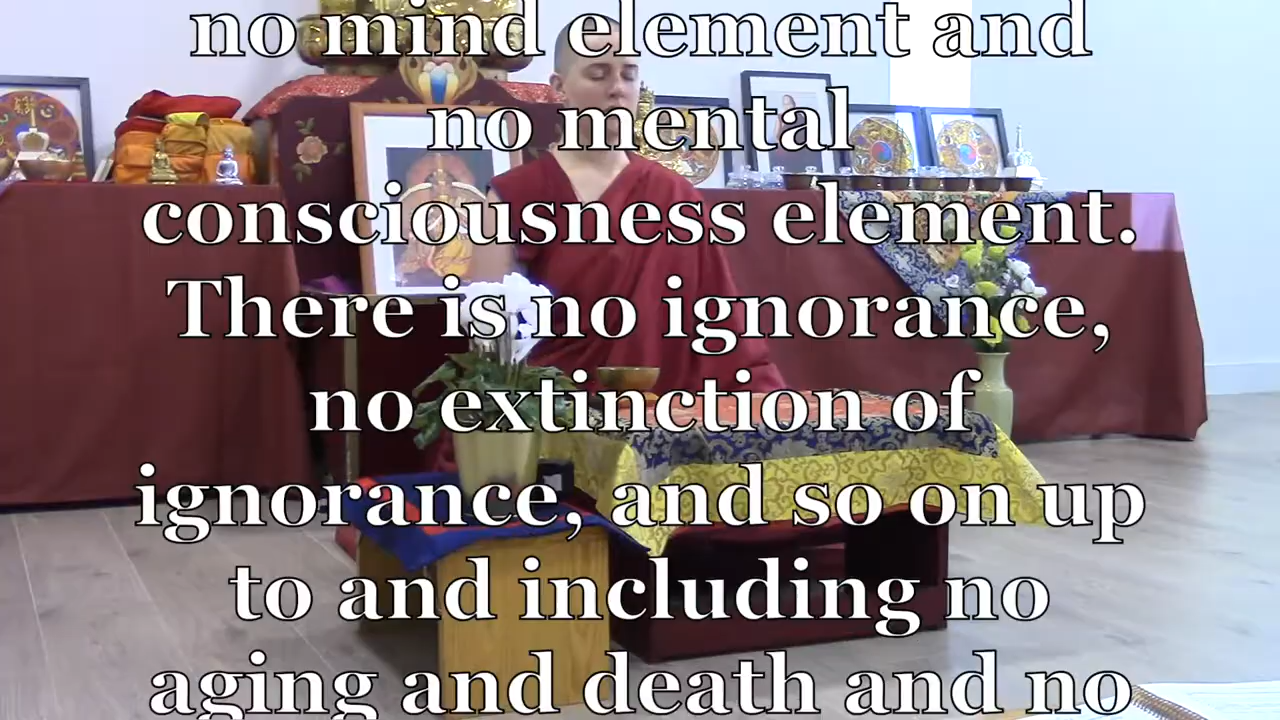 no mind element and
no mental
consciousness element.
There is no ignorance,
no extinction of
ignorance, and so on up
to and including no
aging and death and no